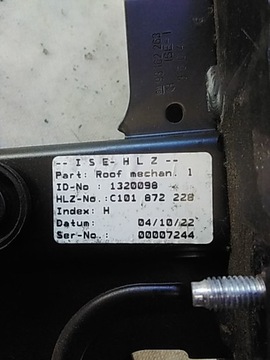 -- I S E - H L Z --
Part: Roof mechan. 1
ID-No : 1320098
HLZ-No.:C101 872 228
Index: H
Datum: 04/10/22
Ser-No.: 00007244